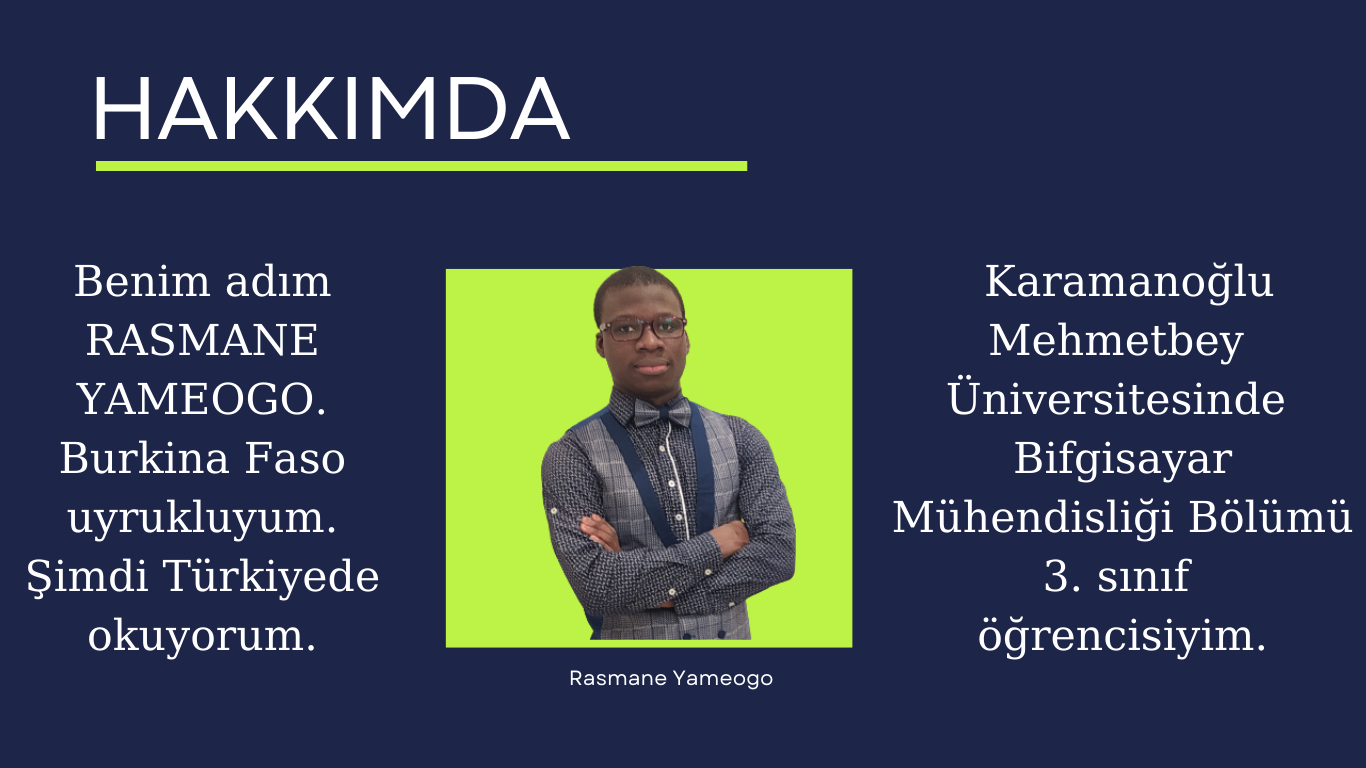 HAKKIMDA
Benim adım
RASMANE
YAMEOGO.
Burkina Faso
uyrukluyum.
Şimdi Türkiyede
okuyorum.
Karamanoğlu
Mehmetbey
Üniversitesinde
Bifgisayar
Mühendisliği Bölümü
3. sınıf
öğrencisiyim.
Rasmane Yameogo